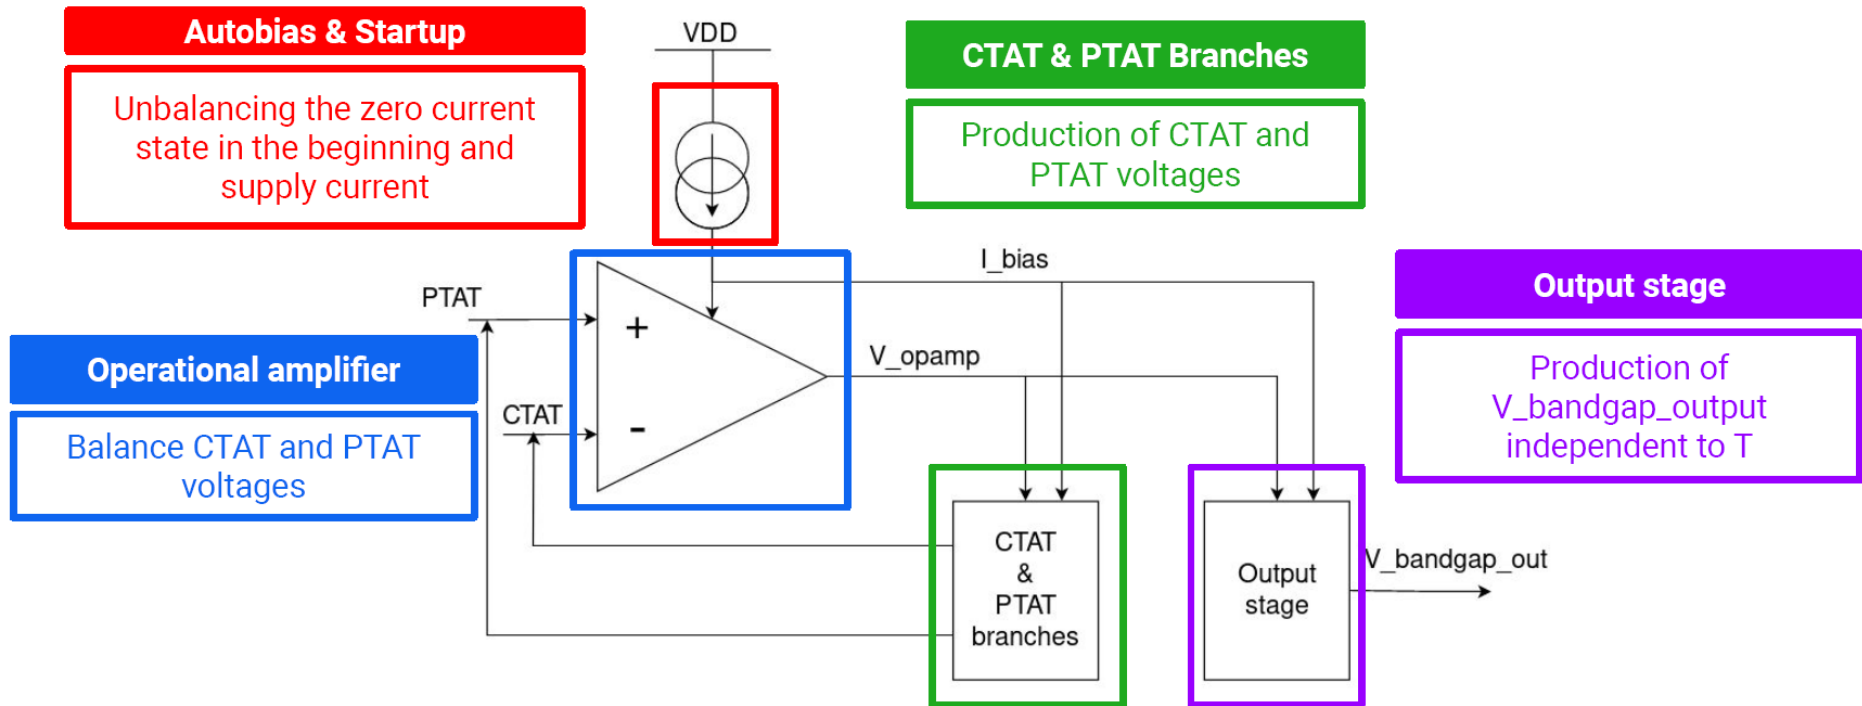 Autobias & Startup
Unbalancing the zero current
state in the beginning and
supply current
VDD
CTAT & PTAT Branches
Production of CTAT and
PTAT voltages
I_bias
Output stage
Production of
V_bandgap_output
independent to T
PTAT
+
Operational amplifier
Balance CTAT and PTAT
voltages
CTAT
-
V_opamp
CTAT
&
PTAT
branches
Output
stage
V_bandgap_out